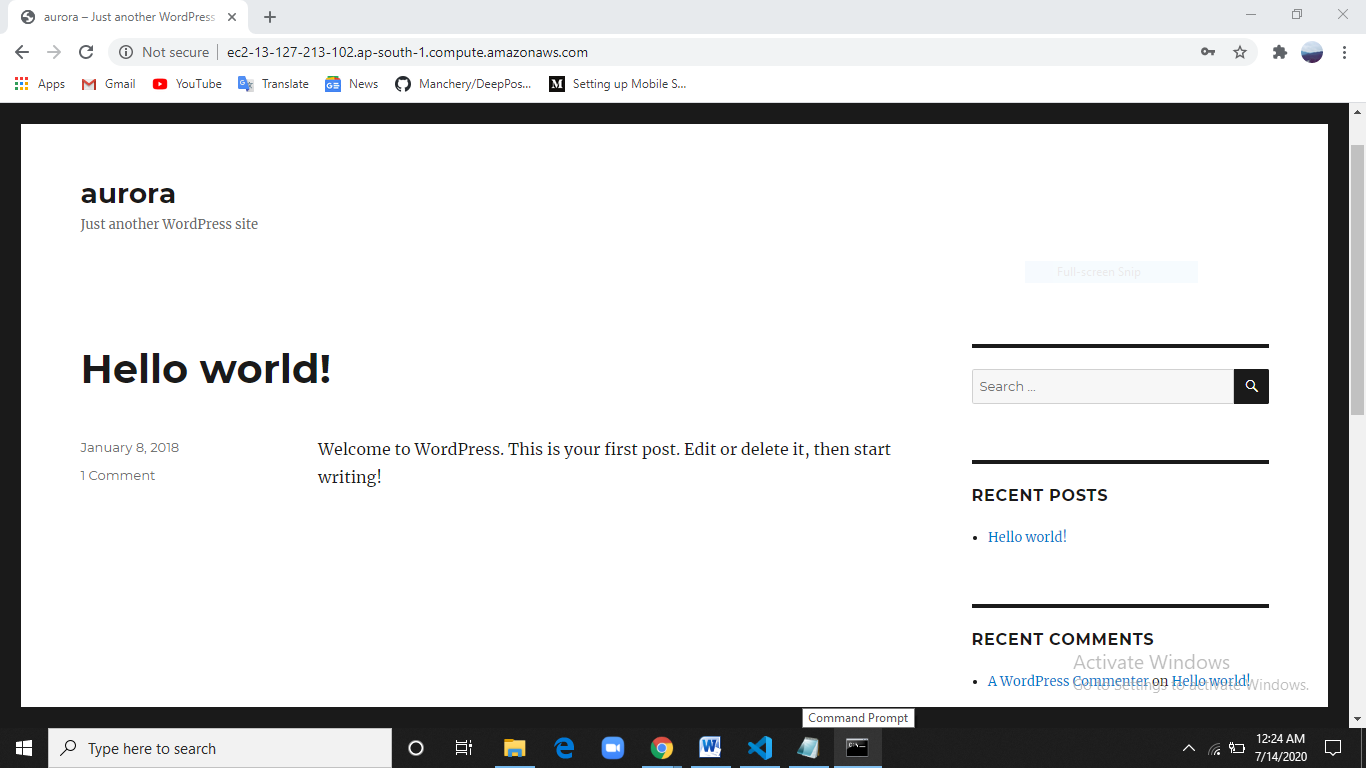 aurora – Just another WordPress
Not secure
ec2-13-127-213-102.ap-south-1.compute.amazonaws.com
Apps
Gmail
YouTube
Translate
News
Manchery/DeepPos...
Setting up Mobile S...
aurora
Just another WordPress site
Full-screen Snip
Hello world!
Search ...
January 8, 2018
1 Comment
Welcome to WordPress. This is your first post. Edit or delete it, then start
writing!
RECENT POSTS
Hello world!
RECENT COMMENTS
A WordPress Commenter on Hello world!
Activate Windows
Go to Settings to activate Windows.
Command Prompt
Type here to search
12:24 AM
7/14/2020